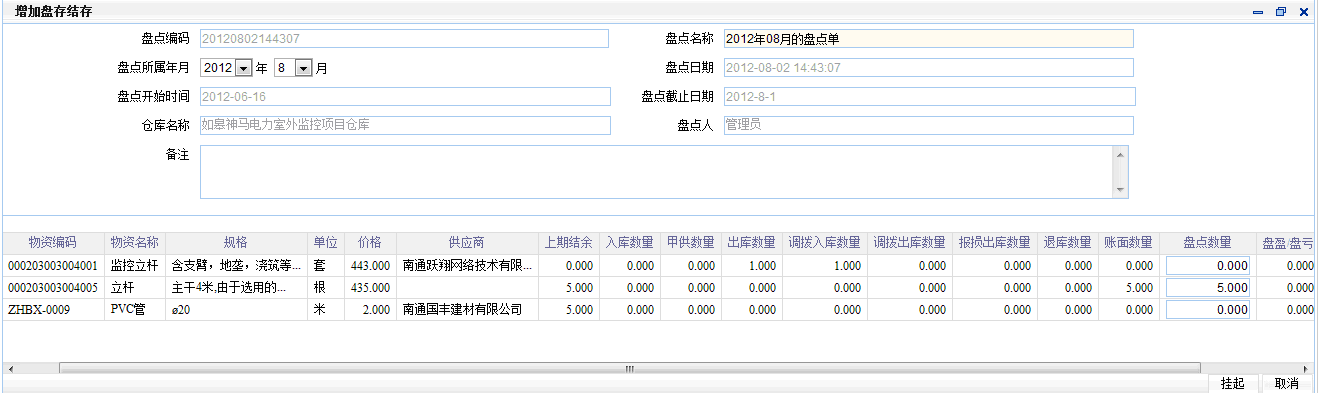 增加盘存结存
盘点编码 20120802144307 盘点名称 2012年08月的盘点单
盘点所属年月 2012 年 8 月 盘点日期 2012-08-02 14:43:07
盘点开始时间 2012-06-16 盘点截止日期 2012-8-1
仓库名称 如皋神马电力室外监控项目仓库 盘点人 管理员
备注
物资编码 物资名称 规格 单位 价格 供应商 上期结余 入库数量 甲供数量 出库数量 调拨入库数量 调拨出库数量 报损出库数量 退库数量 账面数量 盘点数量 盘盈/盘亏
000203003004001 监控立杆 含支臂，地垄，浇筑等... 套 443.000 南通跃翔网络技术有限... 0.000 0.000 0.000 1.000 1.000 0.000 0.000 0.000 0.000 0.000 0.000
000203003004005 立杆 主干4米,由于选用的... 根 435.000 5.000 0.000 0.000 0.000 0.000 0.000 0.000 0.000 5.000 5.000 0.000
ZHBX-0009 PVC管 ø20 米 2.000 南通国丰建材有限公司 5.000 0.000 0.000 0.000 0.000 0.000 0.000 0.000 0.000 0.000 0.000
挂起 取消